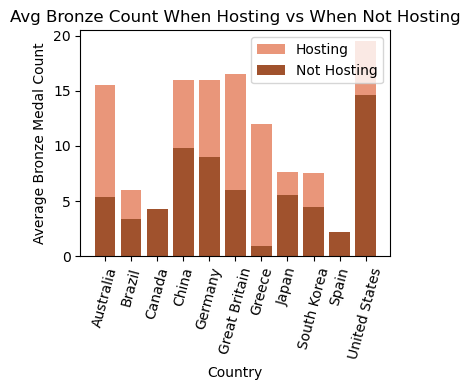 Avg Bronze Count When Hosting vs When Not Hosting
Hosting
Not Hosting
Average Bronze Medal Count
20
15
10
5
0
Australia
Brazil
Canada
China
Germany
Great Britain
Greece
Japan
South Korea
Spain
United States
Country